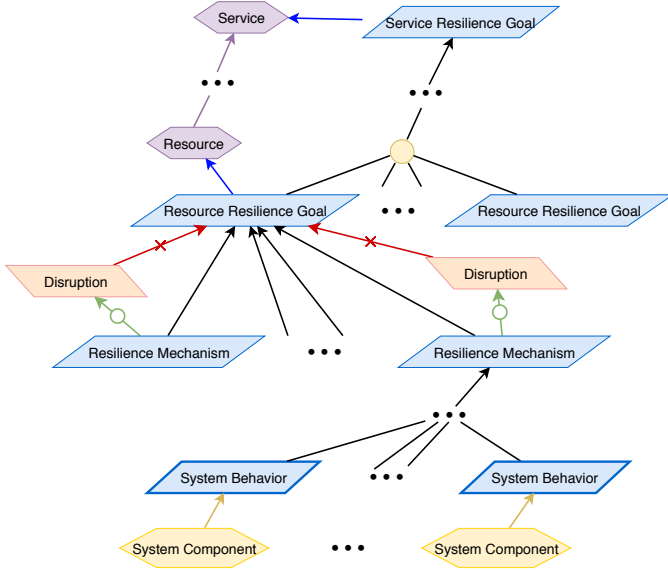 Service
Service Resilience Goal
Resource
Resource Resilience Goal
Resource Resilience Goal
Disruption
Disruption
Resilience Mechanism
Resilience Mechanism
System Behavior
System Behavior
System Component
System Component